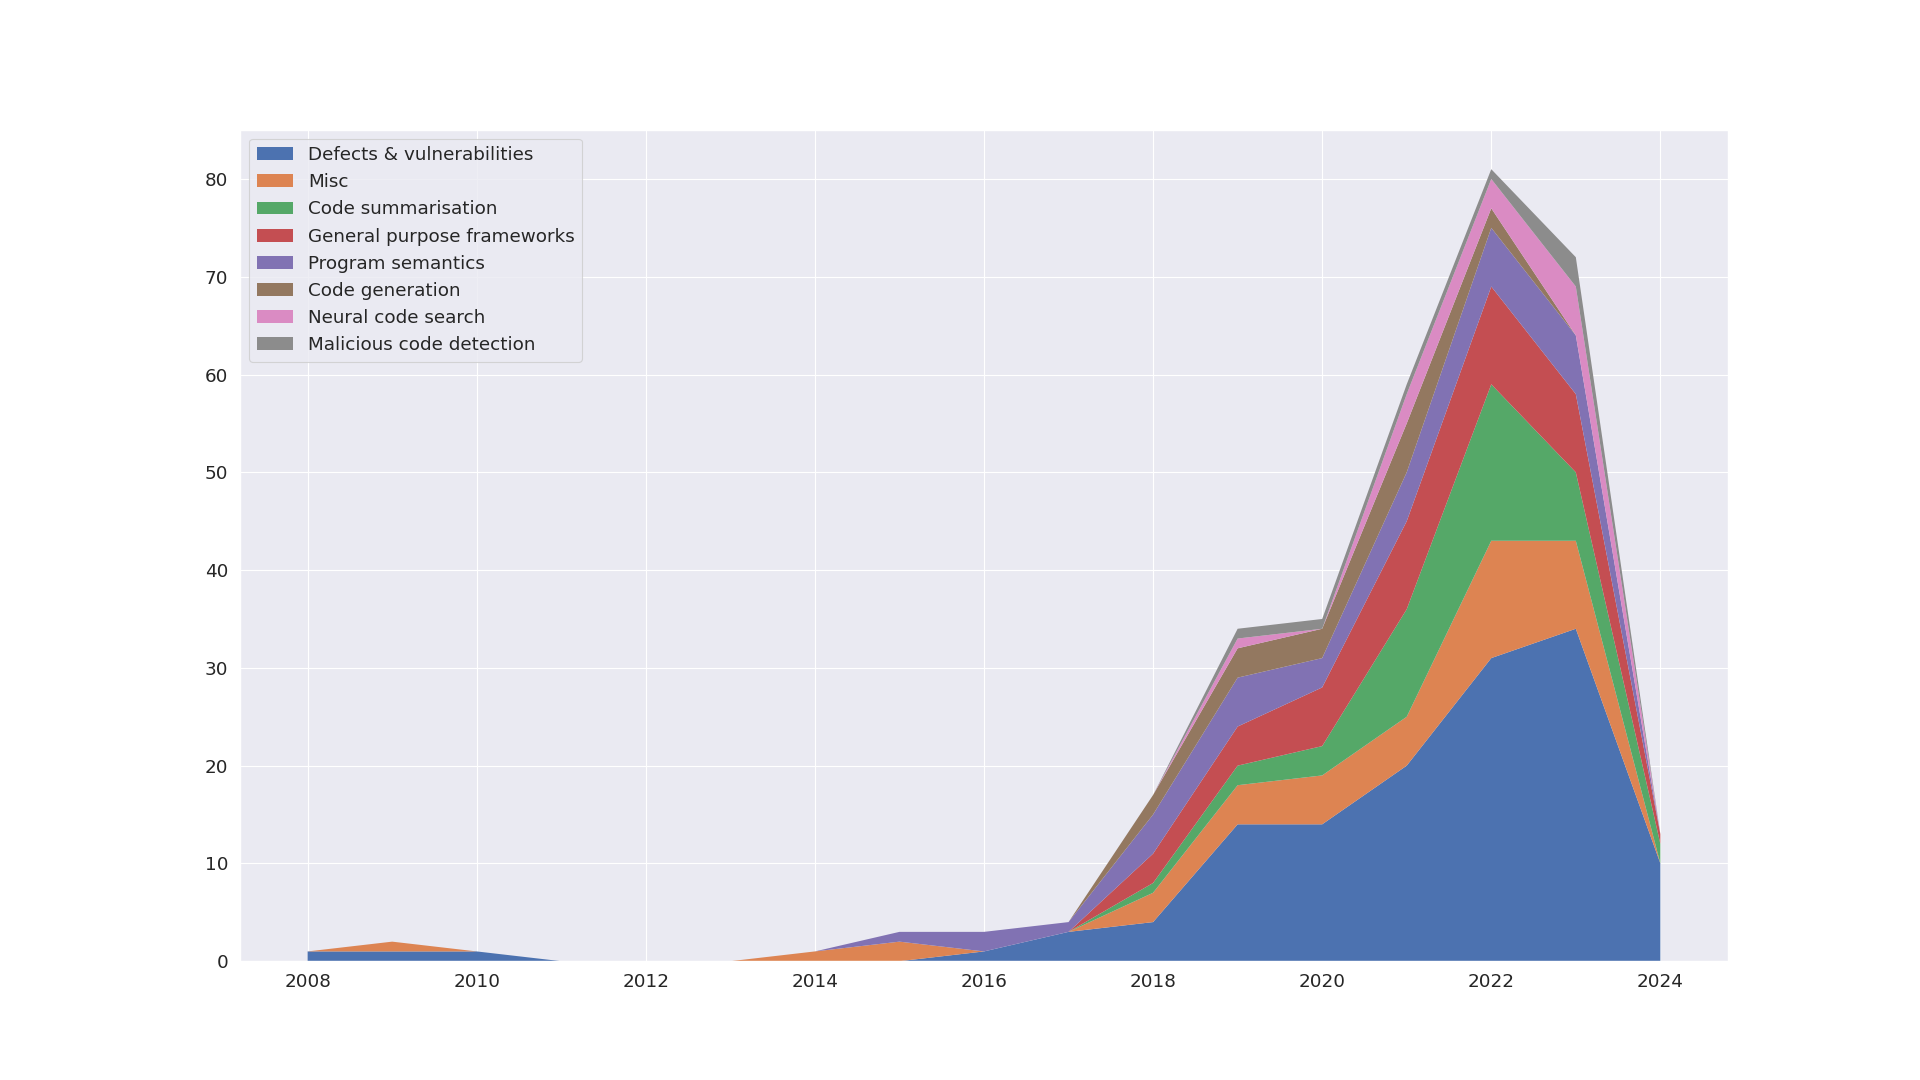 Defects & vulnerabilities
Misc
Code summarisation
General purpose frameworks
Program semantics
Code generation
Neural code search
Malicious code detection
80
70
60
50
40
30
20
10
0
2008 2010 2012 2014 2016 2018 2020 2022 2024